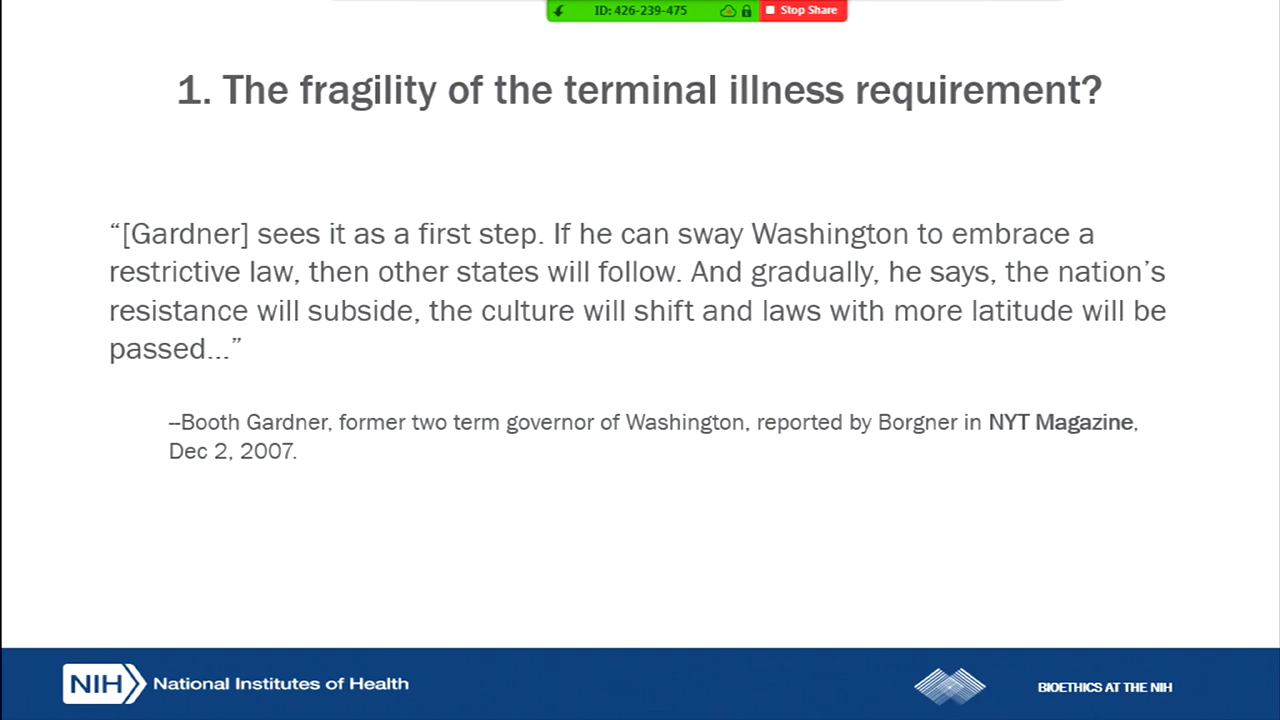 ID: 426-239-475
Stop Share
1. The fragility of the terminal illness requirement?
“[Gardner] sees it as a first step. If he can sway Washington to embrace a
restrictive law, then other states will follow. And gradually, he says, the nation’s
resistance will subside, the culture will shift and laws with more latitude will be
passed...”
--Booth Gardner, former two term governor of Washington, reported by Borgner in NYT Magazine,
Dec 2, 2007.
NIH National Institutes of Health
BIOETHICS AT THE NIH